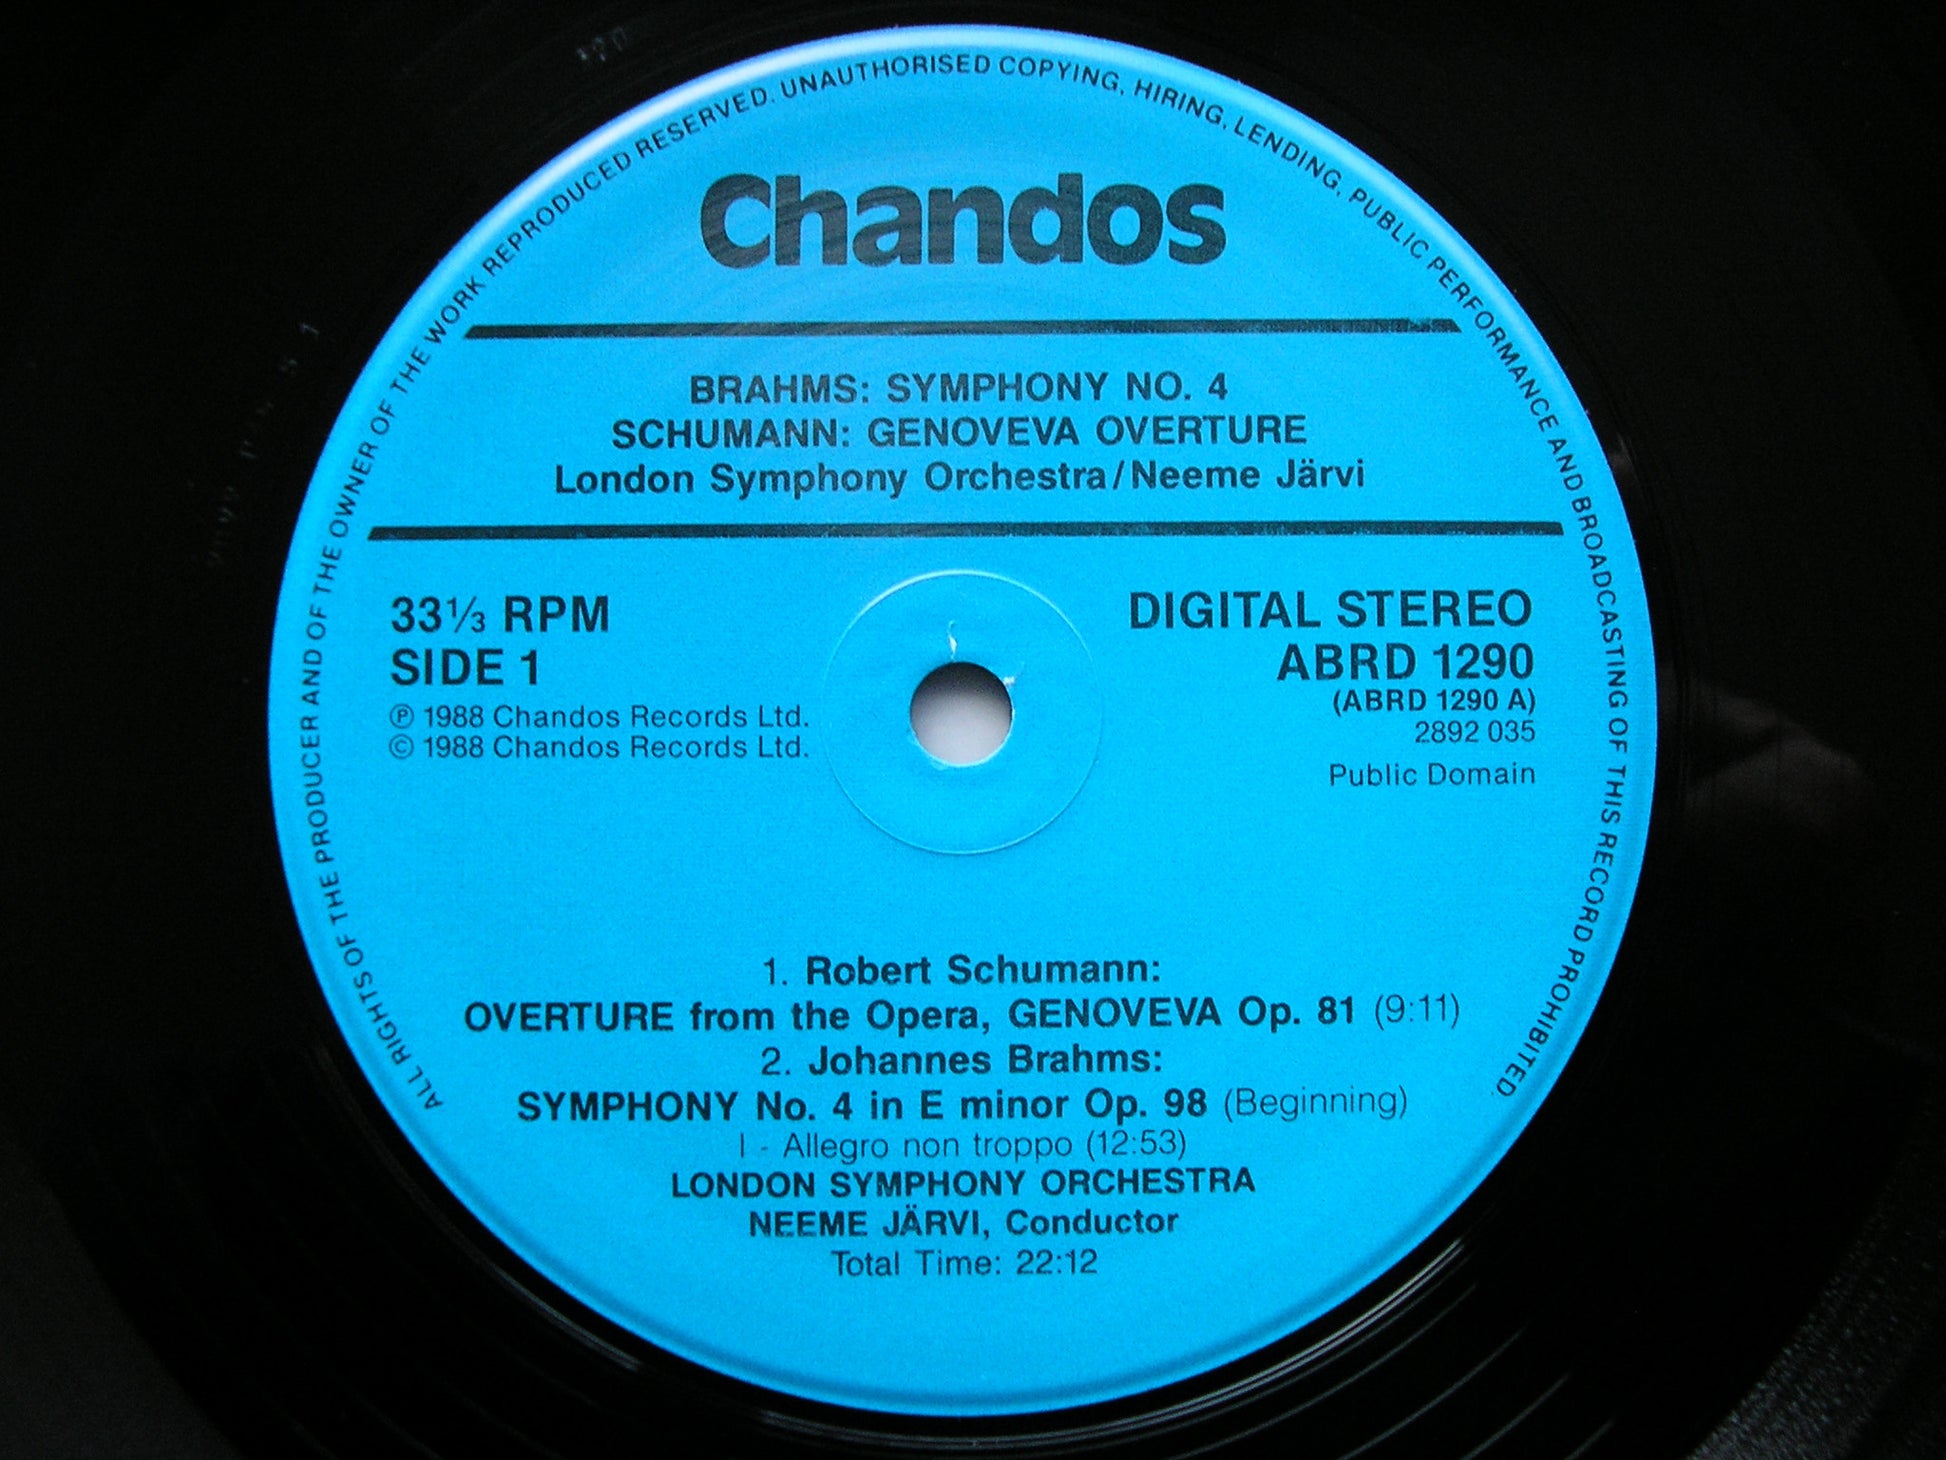 ALL RIGHTS OF THE PRODUCER AND OF THE OWNER OF THE WORK REPRODUCED RESERVED. UNAUTHORISED COPYING, HIRING, LENDING, PUBLIC PERFORMANCE AND BROADCASTING OF THIS RECORD PROHIBITED
Chandos
BRAHMS: SYMPHONY NO. 4
SCHUMANN: GENOVEVA OVERTURE
London Symphony Orchestra/Neeme Järvi
33⅓ RPM
SIDE 1
℗ 1988 Chandos Records Ltd.
© 1988 Chandos Records Ltd.
DIGITAL STEREO
ABRD 1290
(ABRD 1290 A)
2892 035
Public Domain
1. Robert Schumann:
OVERTURE from the Opera, GENOVEVA Op. 81 (9:11)
2. Johannes Brahms:
SYMPHONY No. 4 in E minor Op. 98 (Beginning)
I - Allegro non troppo (12:53)
LONDON SYMPHONY ORCHESTRA
NEEME JÄRVI, Conductor
Total Time: 22:12